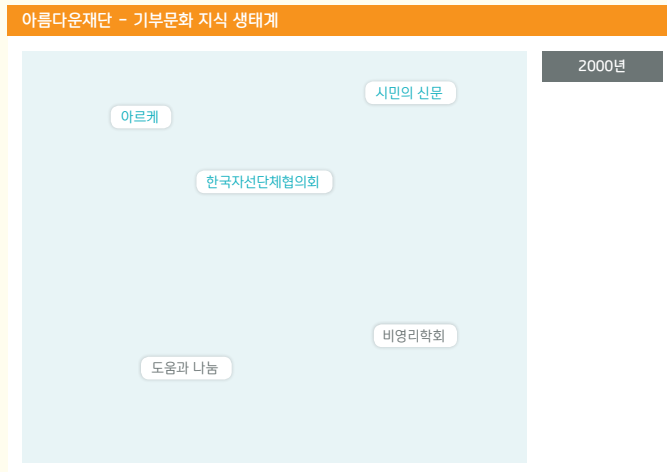 아름다운재단 - 기부문화 지식 생태계
2000년
시민의 신문
아르케
한국자선단체협의회
비영리학회
도움과 나눔